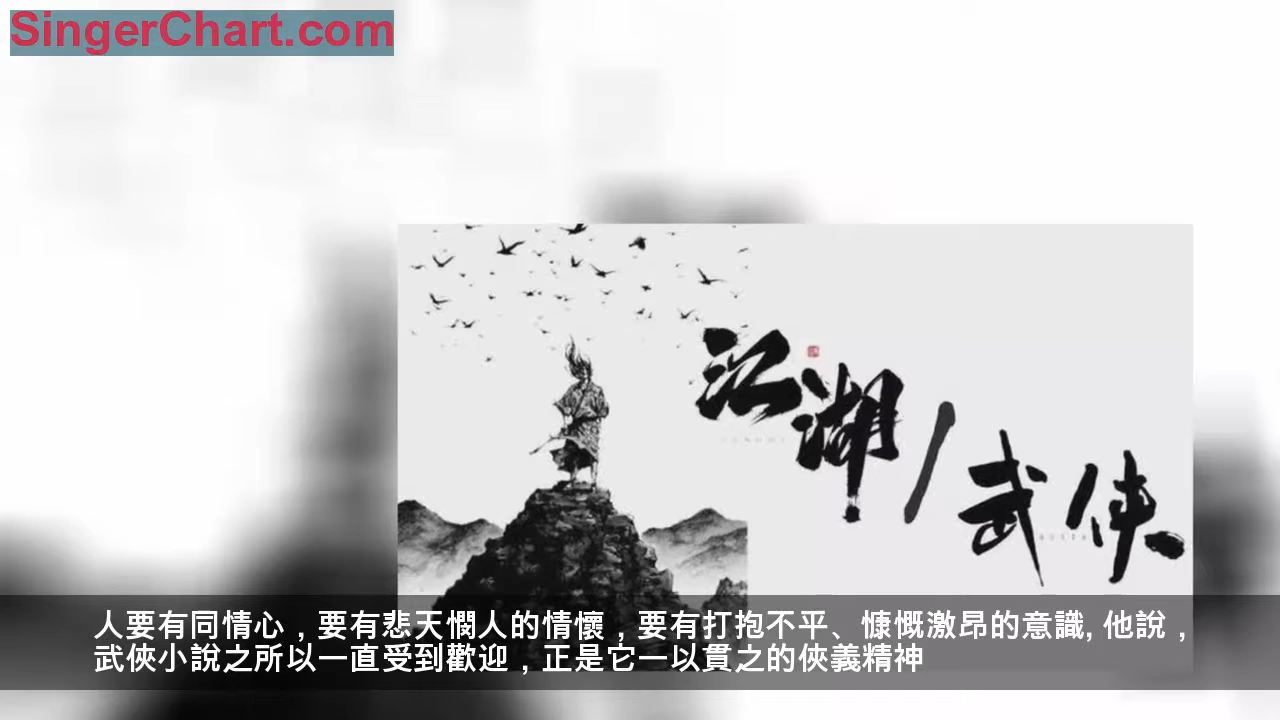 SingerChart.com
江湖/武俠
人要有同情心，要有悲天憫人的情懷，要有打抱不平、慷慨激昂的意識, 他說，
武俠小說之所以一直受到歡迎，正是它一以貫之的俠義精神